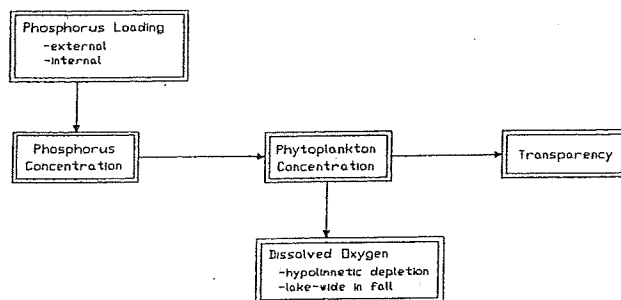 Phosphorus Loading
-external
-internal
Phosphorus
Concentration
Phytoplankton
Concentration
Transparency
Dissolved Oxygen
-hypolimnetic depletion
-lake-wide in fall